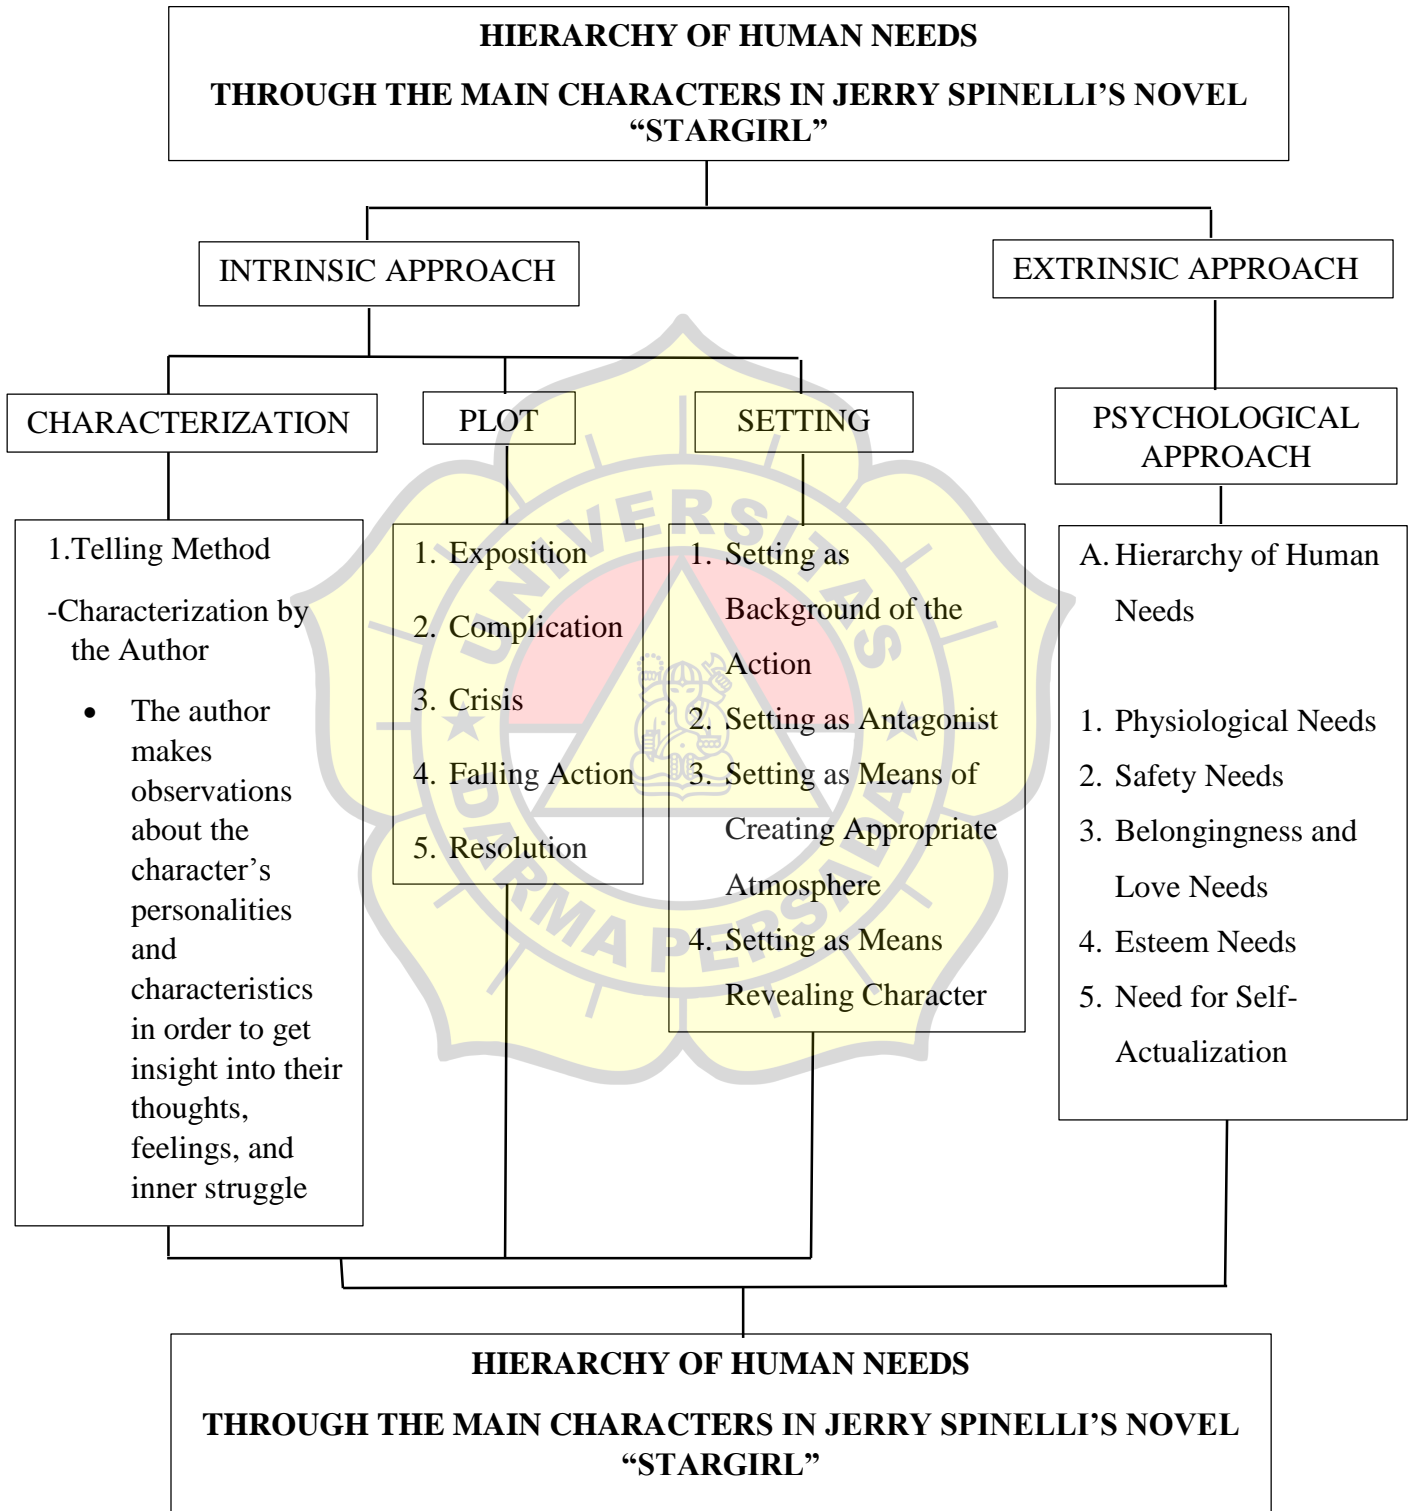 HIERARCHY OF HUMAN NEEDS
THROUGH THE MAIN CHARACTERS IN JERRY SPINELLI’S NOVEL
“STARGIRL”
INTRINSIC APPROACH
EXTRINSIC APPROACH
CHARACTERIZATION
PLOT
SETTING
PSYCHOLOGICAL
APPROACH
1.Telling Method
-Characterization by
the Author
• The author
makes
observations
about the
character’s
personalities
and
characteristics
in order to get
insight into their
thoughts,
feelings, and
inner struggle
1. Exposition
2. Complication
3. Crisis
4. Falling Action
5. Resolution
1. Setting as
Background of the
Action
2. Setting as Antagonist
3. Setting as Means of
Creating Appropriate
Atmosphere
4. Setting as Means
Revealing Character
A. Hierarchy of Human
Needs
1. Physiological Needs
2. Safety Needs
3. Belongingness and
Love Needs
4. Esteem Needs
5. Need for Self-
Actualization
UNIVERSITAS
DARMA PERSADA
HIERARCHY OF HUMAN NEEDS
THROUGH THE MAIN CHARACTERS IN JERRY SPINELLI’S NOVEL
“STARGIRL”